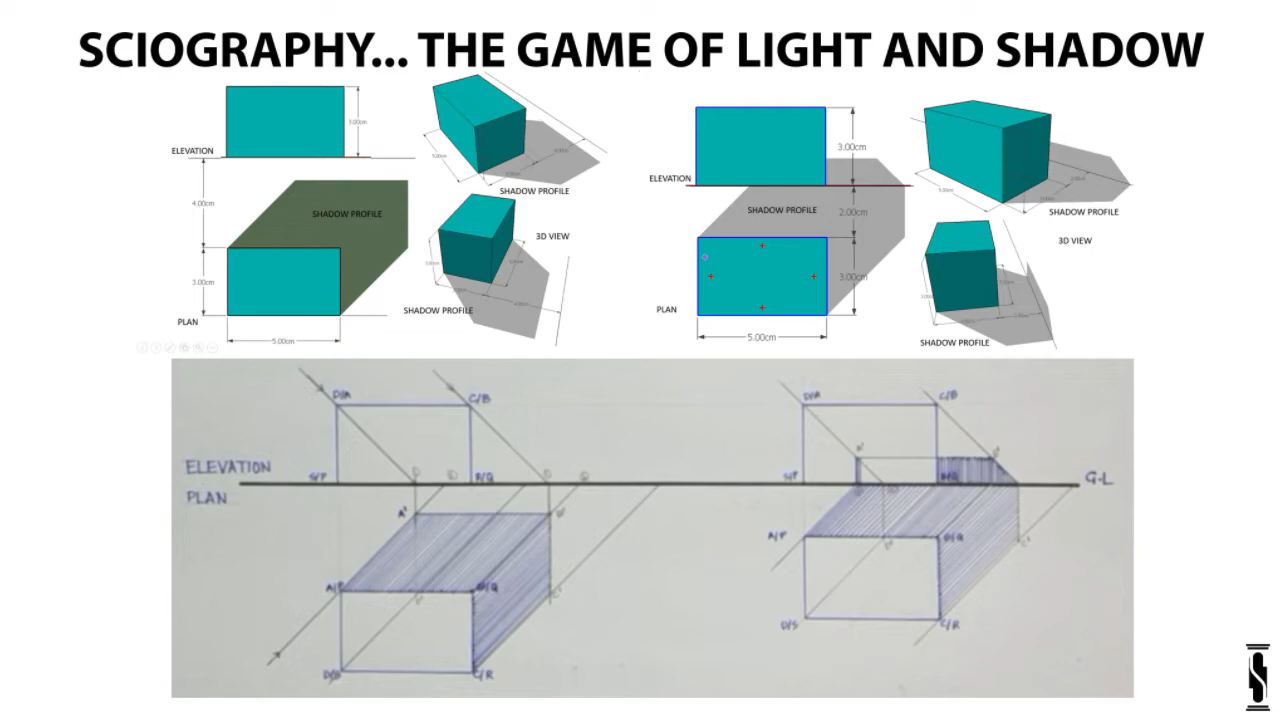 SCIOGRAPHY... THE GAME OF LIGHT AND SHADOW
3.00cm
ELEVATION
4.00cm
SHADOW PROFILE
3.00cm
PLAN
5.00cm
SHADOW PROFILE
3D VIEW
SHADOW PROFILE
3.00cm
ELEVATION
SHADOW PROFILE
2.00cm
3.00cm
PLAN
5.00cm
SHADOW PROFILE
3D VIEW
SHADOW PROFILE
D/A
C/B
ELEVATION
S/P
R/Q
PLAN
A'
A/P
B/Q
D/S
C/R
D/A
C/B
S/P
R/Q
G-L
A/P
B/Q
D/S
C/R